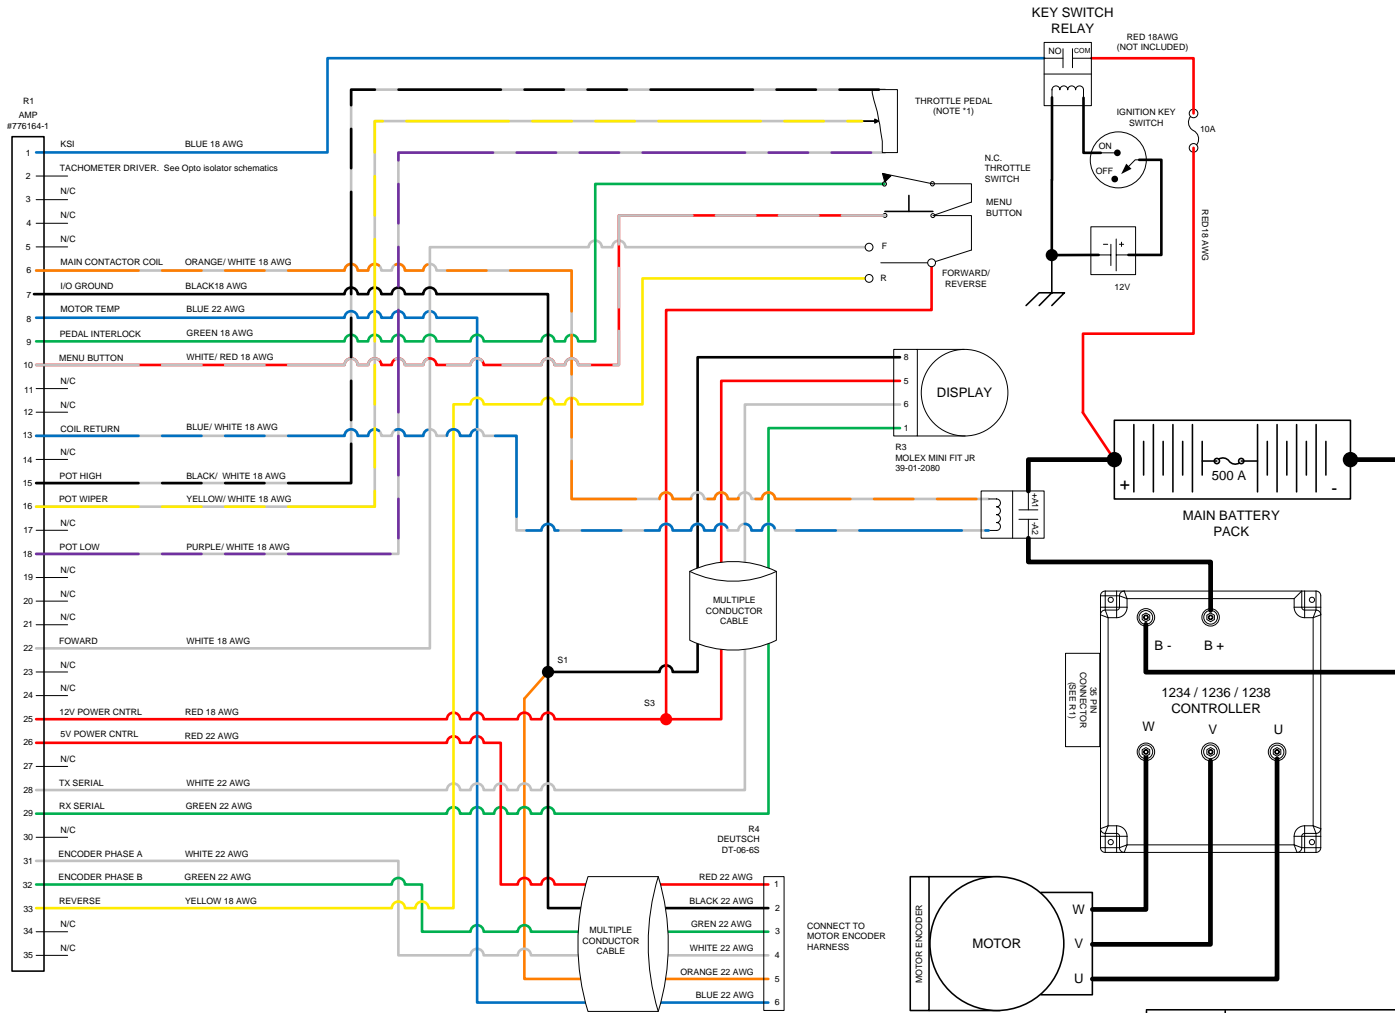 KEY SWITCH
RELAY
NO
COM
RED 18AWG
(NOT INCLUDED)
R1
AMP
#776164-1
THROTTLE PEDAL
(NOTE "1)
IGNITION KEY
SWITCH
10A
ON
OFF
1 KSI BLUE 18 AWG
2 TACHOMETER DRIVER. See Opto isolator schematics
3 N/C
4 N/C
5 N/C
6 MAIN CONTACTOR COIL ORANGE/ WHITE 18 AWG
7 I/O GROUND BLACK18 AWG
8 MOTOR TEMP BLUE 22 AWG
9 PEDAL INTERLOCK GREEN 18 AWG
10 MENU BUTTON WHITE/ RED 18 AWG
11 N/C
12 N/C
13 COIL RETURN BLUE/ WHITE 18 AWG
14 N/C
15 POT HIGH BLACK/ WHITE 18 AWG
16 POT WIPER YELLOW/ WHITE 18 AWG
17 N/C
18 POT LOW PURPLE/ WHITE 18 AWG
19 N/C
20 N/C
21 N/C
22 FOWARD WHITE 18 AWG
23 N/C
24 N/C
25 12V POWER CNTRL RED 18 AWG
26 5V POWER CNTRL RED 22 AWG
27 N/C
28 TX SERIAL WHITE 22 AWG
29 RX SERIAL GREEN 22 AWG
30 N/C
31 ENCODER PHASE A WHITE 22 AWG
32 ENCODER PHASE B GREEN 22 AWG
33 REVERSE YELLOW 18 AWG
34 N/C
35 N/C
N.C.
THROTTLE
SWITCH
MENU
BUTTON
F
R
FORWARD/
REVERSE
- +
12V
RED18 AWG
8
5
6
1
DISPLAY
R3
MOLEX MINI FIT JR
39-01-2080
+A1
-A2
+ 500 A -
MAIN BATTERY
PACK
MULTIPLE
CONDUCTOR
CABLE
S1
S3
B - B +
35 PIN
CONNECTOR
(SEE R1)
1234 / 1236 / 1238
CONTROLLER
W V U
R4
DEUTSCH
DT-06-6S
RED 22 AWG 1
BLACK 22 AWG 2
GREN 22 AWG 3
WHITE 22 AWG 4
ORANGE 22 AWG 5
BLUE 22 AWG 6
MULTIPLE
CONDUCTOR
CABLE
CONNECT TO
MOTOR ENCODER
HARNESS
MOTOR ENCODER
MOTOR
W
V
U